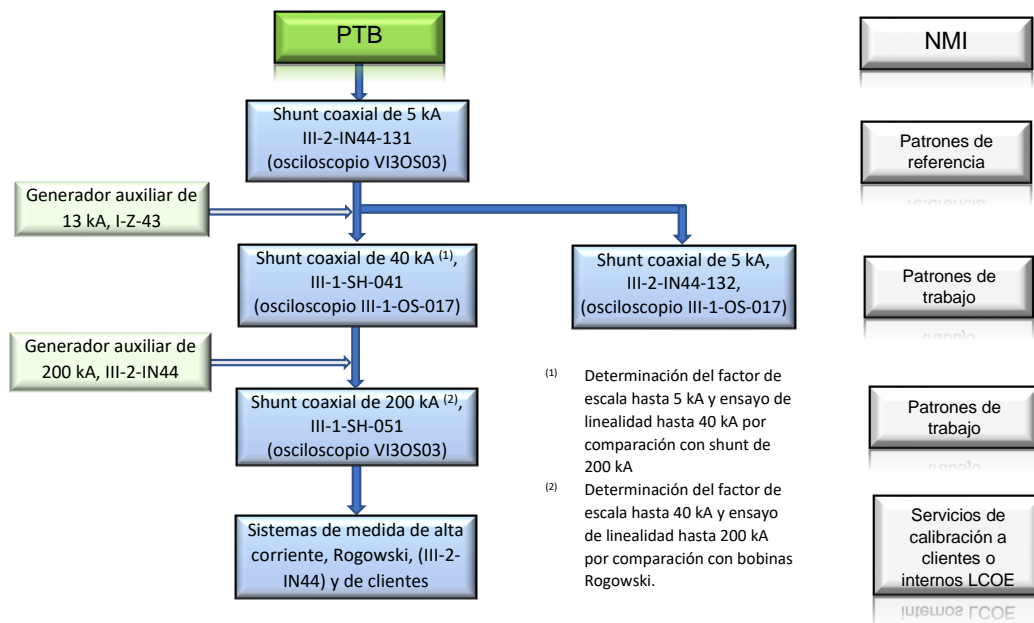 PTB
NMI
Shunt coaxial de 5 kA
III-2-IN44-131
(osciloscopio VI3OS03)
Patrones de
referencia
Generador auxiliar de
13 kA, I-Z-43
Shunt coaxial de 40 kA (1),
III-1-SH-041
(osciloscopio III-1-OS-017)
Shunt coaxial de 5 kA,
III-2-IN44-132,
(osciloscopio III-1-OS-017)
Patrones de
trabajo
Generador auxiliar de
200 kA, III-2-IN44
Shunt coaxial de 200 kA (2),
III-1-SH-051
(osciloscopio VI3OS03)
(1) Determinación del factor de
escala hasta 5 kA y ensayo de
linealidad hasta 40 kA por
comparación con shunt de
200 kA
(2) Determinación del factor de
escala hasta 40 kA y ensayo
de linealidad hasta 200 kA
por comparación con bobinas
Rogowski.
Patrones de
trabajo
Sistemas de medida de alta
corriente, Rogowski, (III-2-
IN44) y de clientes
Servicios de
calibración a
clientes o
internos LCOE